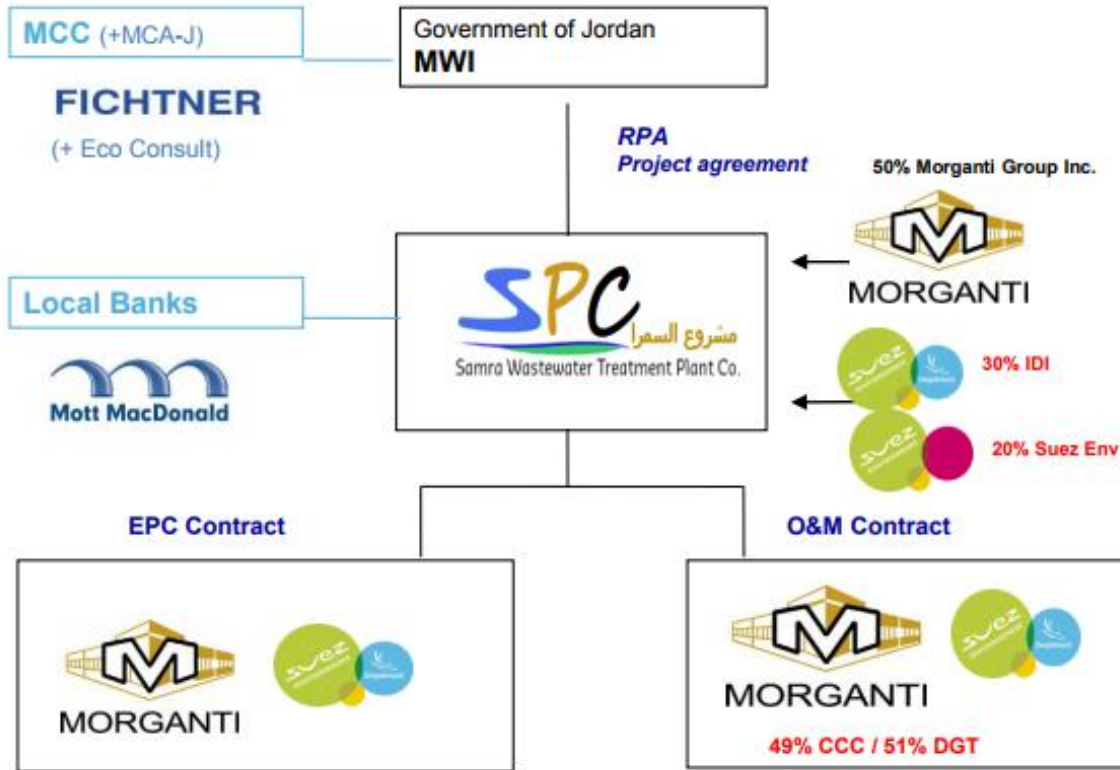 MCC (+MCA-J)
FICHTNER
(+ Eco Consult)
Government of Jordan
MWI
RPA
Project agreement
50% Morganti Group Inc.
M
MORGANTI
Local Banks
Mott MacDonald
SPC
مشروع السمرا
Samra Wastewater Treatment Plant Co.
suez
30% IDI
suez
20% Suez Env
EPC Contract
O&M Contract
M
MORGANTI
suez
M
MORGANTI
suez
49% CCC / 51% DGT